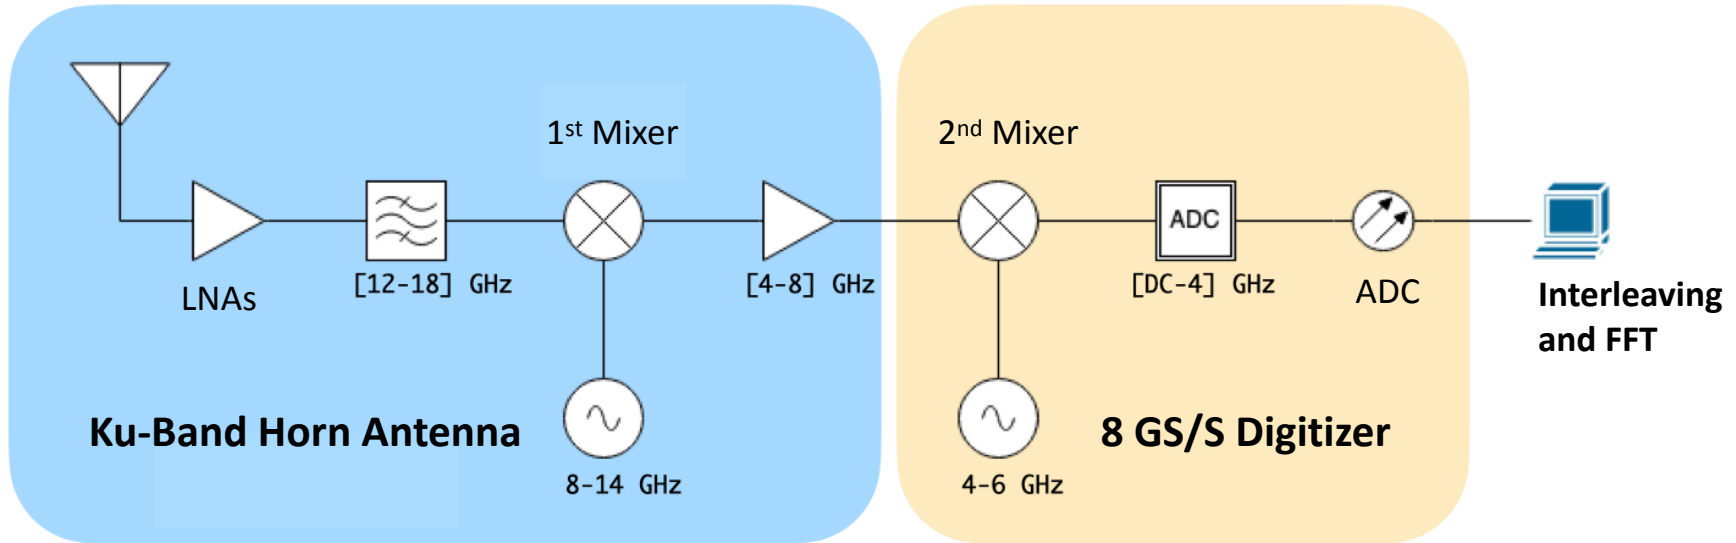 1st Mixer
2nd Mixer
ADC
[12-18] GHz
[4-8] GHz
[DC-4] GHz
LNAs
ADC
Interleaving
and FFT
Ku-Band Horn Antenna
8 GS/S Digitizer
8-14 GHz
4-6 GHz